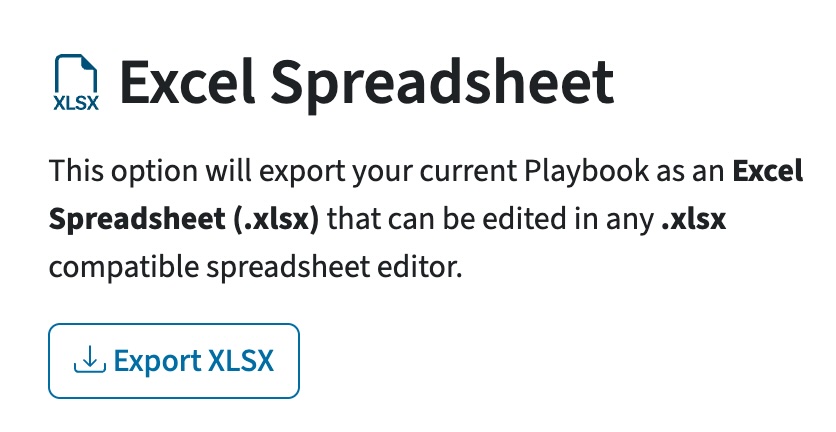 XLSX Excel Spreadsheet
This option will export your current Playbook as an Excel
Spreadsheet (.xlsx) that can be edited in any .xlsx
compatible spreadsheet editor.
Export XLSX